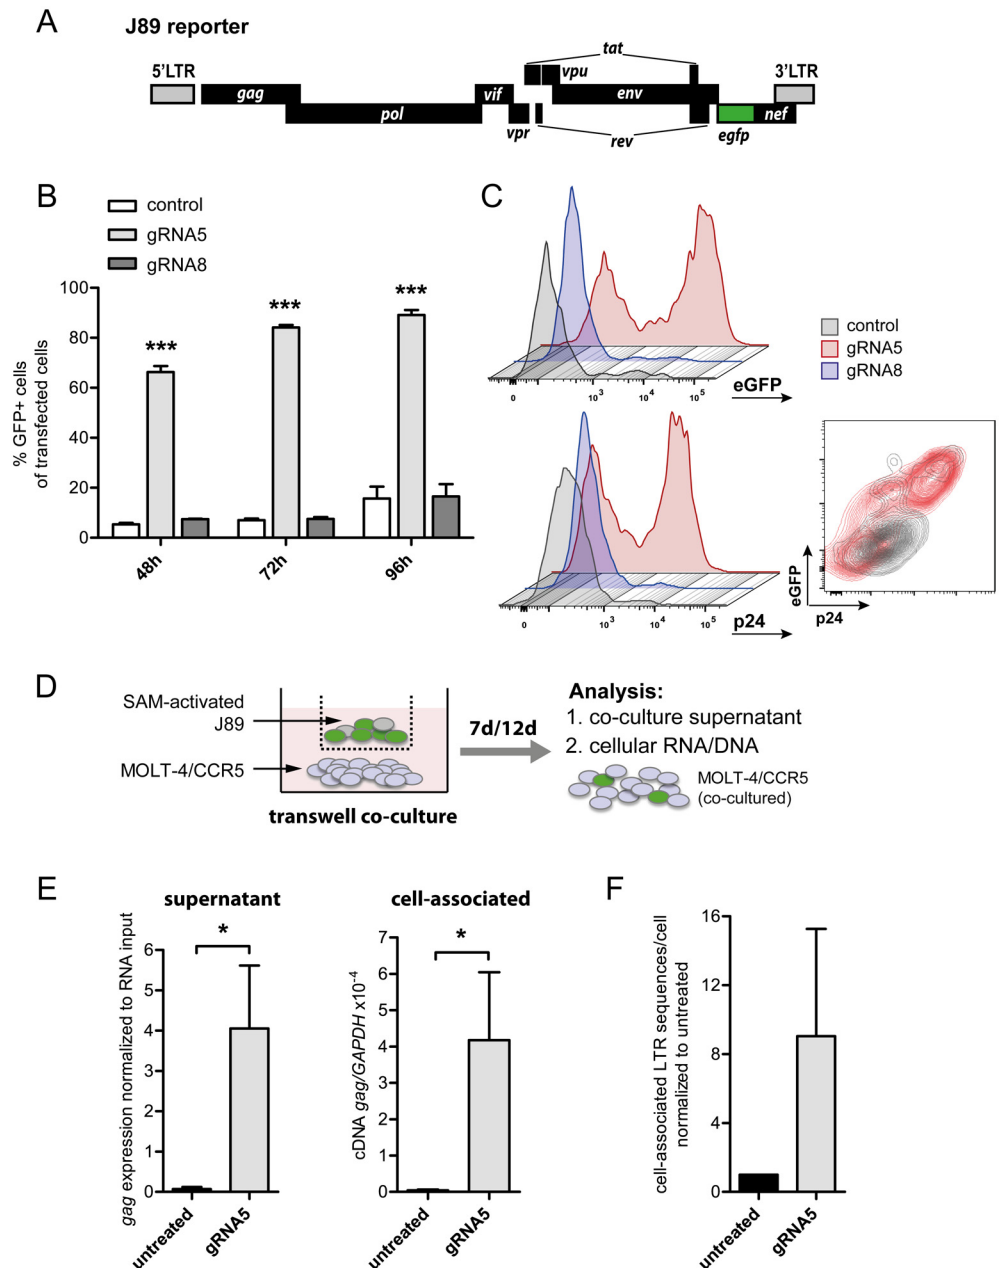 A
J89 reporter
tat
5'LTR
vpu
3'LTR
gag
vif
env
pol
nef
vpr
rev
egfp
B
control
gRNA5
gRNA8
% GFP+ cells
of transfected cells
100
80
60
40
20
0
***
***
***
48h
72h
96h
C
control
gRNA5
gRNA8
0
10³
10⁴
10⁵
eGFP
0
10³
10⁴
10⁵
p24
eGFP
p24
D
SAM-activated
J89
MOLT-4/CCR5
transwell co-culture
7d/12d
Analysis:
1. co-culture supernatant
2. cellular RNA/DNA
MOLT-4/CCR5
(co-cultured)
E
supernatant
gag expression normalized to RNA input
6
5
4
3
2
1
0
*
untreated
gRNA5
cell-associated
cDNA gag/GAPDH x10⁻⁴
7
6
5
4
3
2
1
0
*
untreated
gRNA5
F
cell-associated LTR sequences/cell
normalized to untreated
16
12
8
4
0
untreated
gRNA5